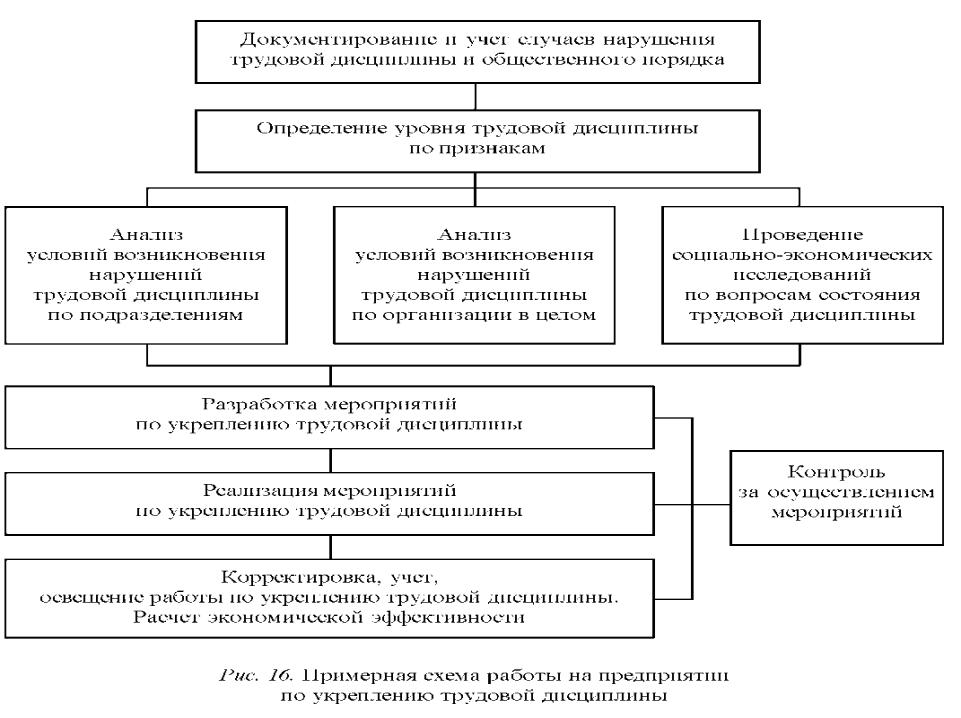 Документирование и учет случаев нарушения
трудовой дисциплины и общественного порядка
Определение уровня трудовой дисциплины
по признакам
Анализ
условий возникновения
нарушений
трудовой дисциплины
по подразделениям
Анализ
условий возникновения
нарушений
трудовой дисциплины
по организации в целом
Проведение
социально-экономических
исследований
по вопросам состояния
трудовой дисциплины
Разработка мероприятий
по укреплению трудовой дисциплины
Реализация мероприятий
по укреплению трудовой дисциплины
Контроль
за осуществлением
мероприятий
Корректировка, учет,
освещение работы по укреплению трудовой дисциплины.
Расчет экономической эффективности
Рис. 16. Примерная схема работы на предприятии
по укреплению трудовой дисциплины